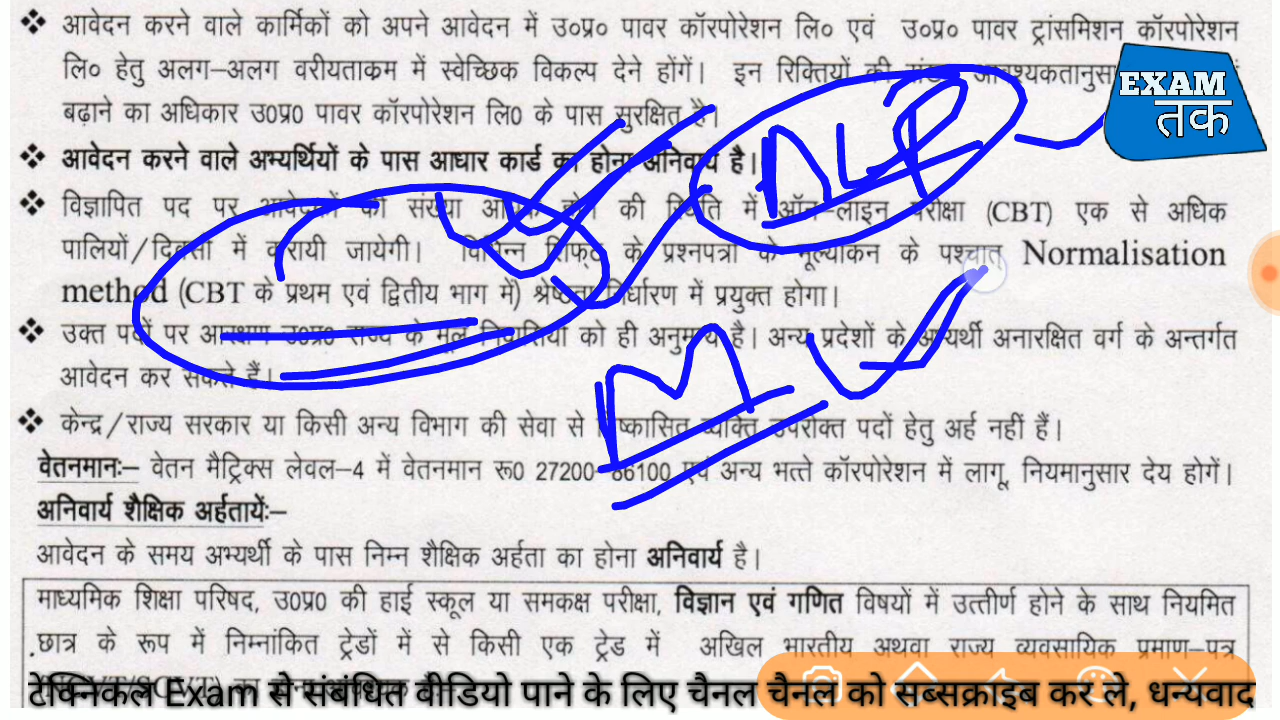 ❖ आवेदन करने वाले कार्मिकों को अपने आवेदन में उ०प्र० पावर कॉरपोरेशन लि० एवं उ०प्र० पावर ट्रांसमिशन कॉरपोरेशन
लि० हेतु अलग–अलग वरीयताक्रम में स्वेच्छिक विकल्प देने होंगें। इन रिक्तियों की
EXAM
तक
बढ़ाने का अधिकार उ0प्र0 पावर कॉरपोरेशन लि0 के पास सुरक्षित है।
❖ आवेदन करने वाले अभ्यर्थियों के पास आधार कार्ड का होना अनिवार्य है।
❖ विज्ञापित पद पर आवेदकों की संख्या होने की स्थिति में ऑन–लाइन परीक्षा (CBT) एक से अधिक
पालियों/दिवसों में करायी जायेगी। विभिन्न शिफ्ट के प्रश्नपत्रों के मूल्यांकन के पश्चात् Normalisation
method (CBT के प्रथम एवं द्वितीय भाग में) श्रेष्ठता निर्धारण में प्रयुक्त होगा।
❖ उक्त पदों पर आरक्षण उ०प्र० राज्य के मूल निवासियों को ही अनुमन्य है। अन्य प्रदेशों के अभ्यर्थी अनारक्षित वर्ग के अन्तर्गत
आवेदन कर सकते हैं।
❖ केन्द्र/राज्य सरकार या किसी अन्य विभाग की सेवा से निष्कासित व्यक्ति उपरोक्त पदों हेतु अर्ह नहीं हैं।
वेतनमानः– वेतन मैट्रिक्स लेवल–4 में वेतनमान रू0 27200–86100 एवं अन्य भत्ते कॉरपोरेशन में लागू, नियमानुसार देय होगें।
अनिवार्य शैक्षिक अर्हतायेंः–
आवेदन के समय अभ्यर्थी के पास निम्न शैक्षिक अर्हता का होना अनिवार्य है।
माध्यमिक शिक्षा परिषद, उ0प्र0 की हाई स्कूल या समकक्ष परीक्षा, विज्ञान एवं गणित विषयों में उत्तीर्ण होने के साथ नियमित
छात्र के रूप में निम्नांकित ट्रेडों में से किसी एक ट्रेड में अखिल भारतीय अथवा राज्य व्यवसायिक प्रमाण–पत्र
टेक्निकल Exam से संबंधित वीडियो पाने के लिए चैनल चैनल को सब्सक्राइब कर ले, धन्यवाद